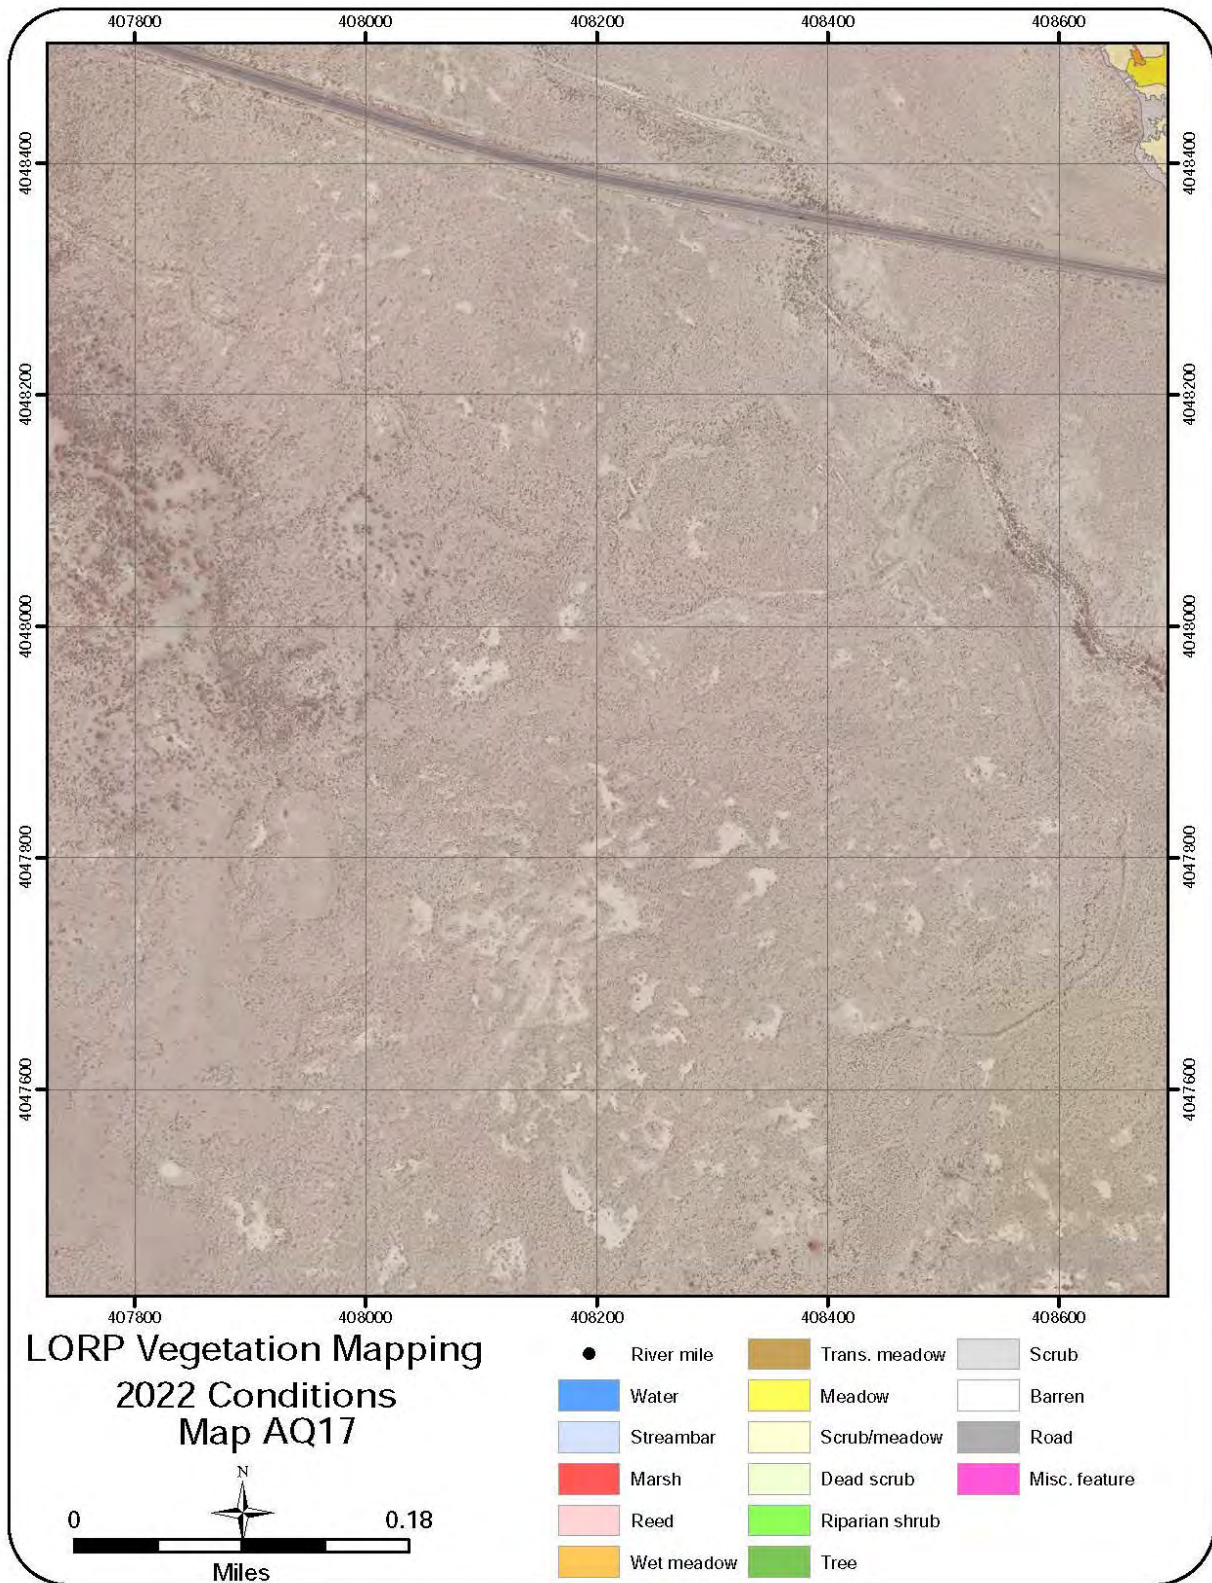 407800 408000 408200 408400 408600
4048400 4048400
4048200 4048200
4048000 4048000
4047800 4047800
4047600 4047600
407800 408000 408200 408400 408600
LORP Vegetation Mapping
2022 Conditions
Map AQ17
N
0 0.18
Miles
River mile
Water
Streambar
Marsh
Reed
Wet meadow
Trans. meadow
Meadow
Scrub/meadow
Dead scrub
Riparian shrub
Tree
Scrub
Barren
Road
Misc. feature